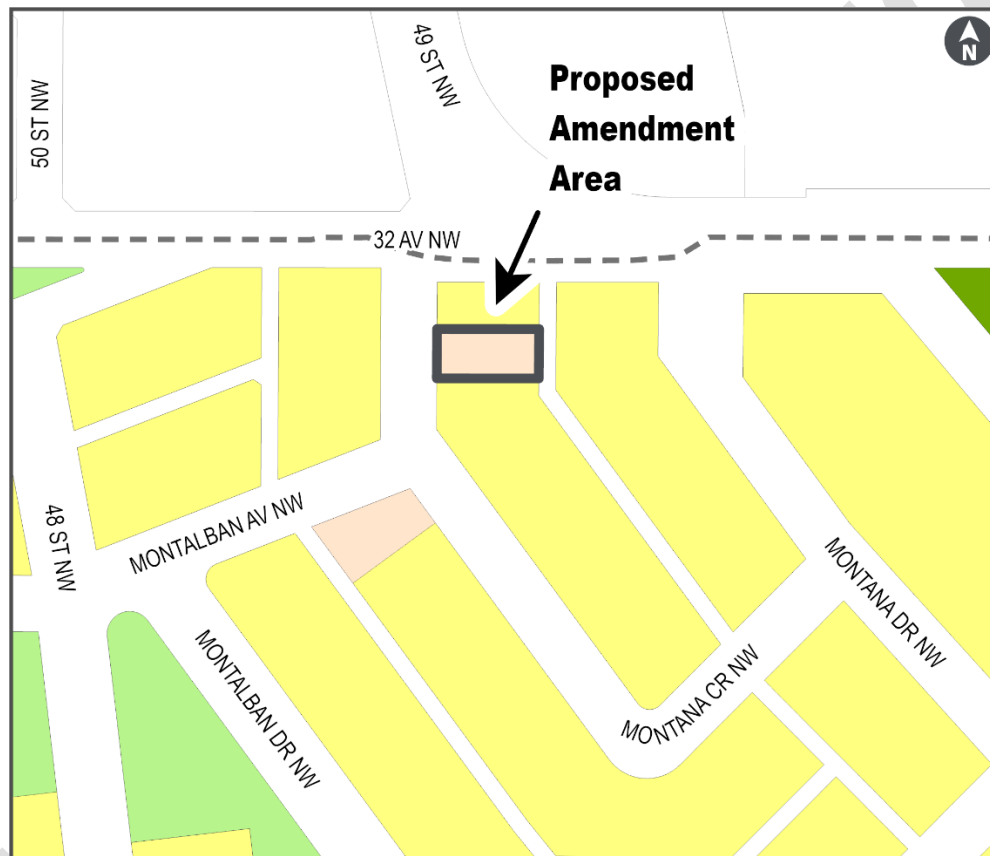 49 ST NW
N
50 ST NW
Proposed
Amendment
Area
32 AV NW
48 ST NW
MONTALBAN AV NW
MONTALBAN DR NW
MONTANA CR NW
MONTANA DR NW